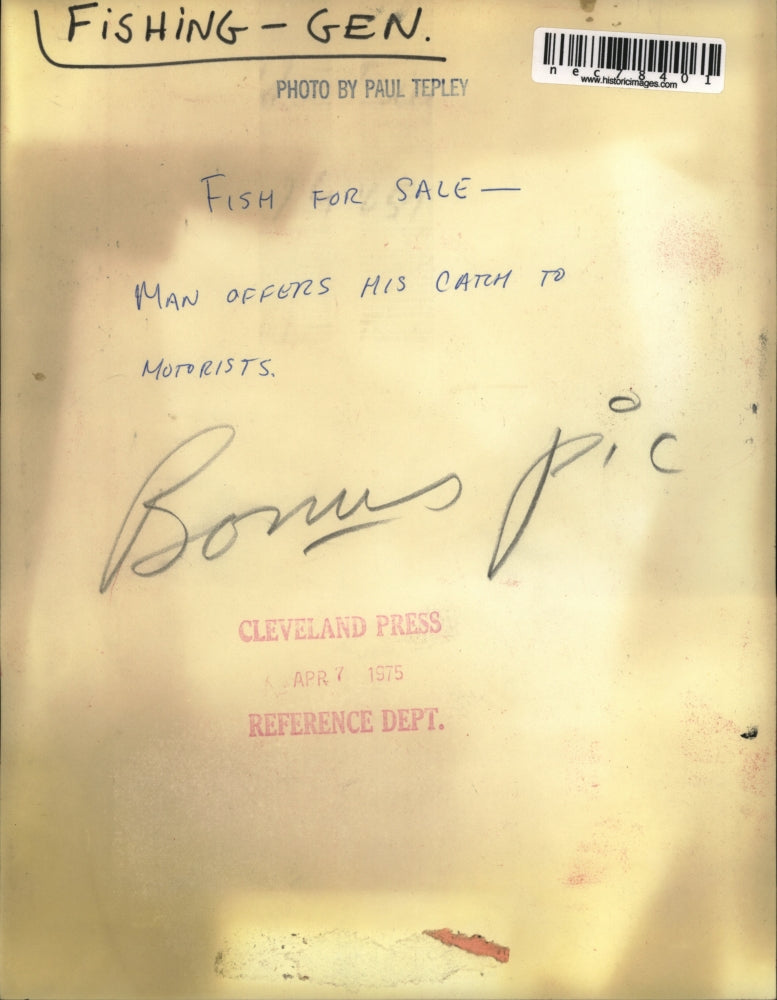 FISHING - GEN.
nec78401
www.historicimages.com
PHOTO BY PAUL TEPLEY
FISH FOR SALE —
MAN OFFERS HIS CATCH TO
MOTORISTS.
Bonus pic
CLEVELAND PRESS
APR 7 1975
REFERENCE DEPT.